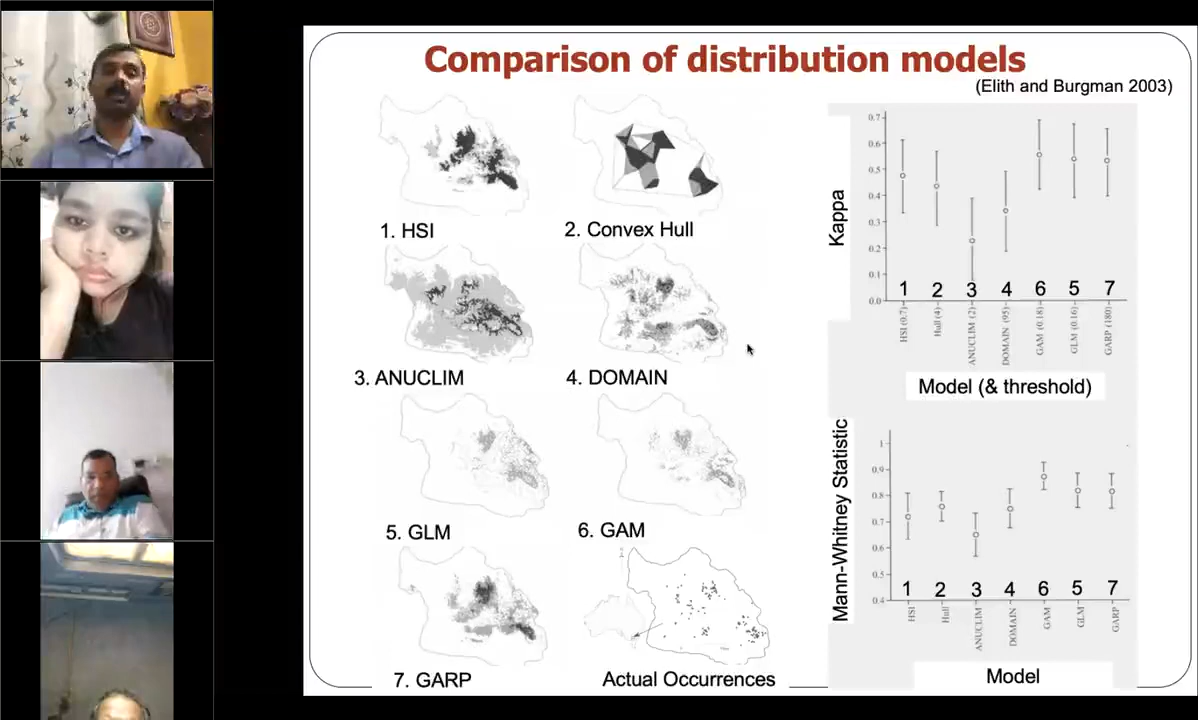 Comparison of distribution models
(Elith and Burgman 2003)
1. HSI
2. Convex Hull
3. ANUCLIM
4. DOMAIN
5. GLM
6. GAM
7. GARP
Actual Occurrences
Kappa
0.7
0.6
0.5
0.4
0.3
0.2
0.1
0.0
1 2 3 4 6 5 7
HSI (0.7)
Hull (4)
ANUCLIM (2)
DOMAIN (95)
GAM (0.18)
GLM (0.16)
GARP (180)
Model (& threshold)
Mann-Whitney Statistic
1
0.9
0.8
0.7
0.6
0.5
0.4
1 2 3 4 6 5 7
HSI
Hull
ANUCLIM
DOMAIN
GAM
GLM
GARP
Model